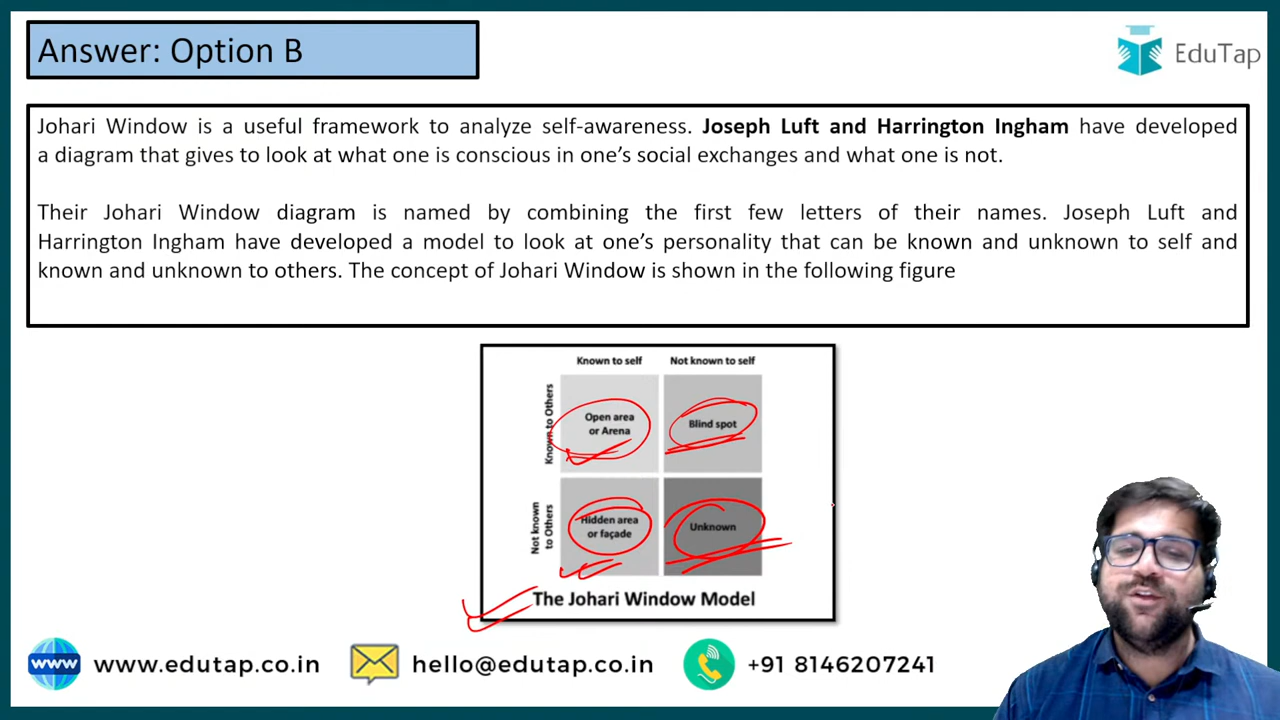 Answer: Option B
EduTap
Johari Window is a useful framework to analyze self-awareness. Joseph Luft and Harrington Ingham have developed
a diagram that gives to look at what one is conscious in one's social exchanges and what one is not.
Their Johari Window diagram is named by combining the first few letters of their names. Joseph Luft and
Harrington Ingham have developed a model to look at one's personality that can be known and unknown to self and
known and unknown to others. The concept of Johari Window is shown in the following figure
Known to self
Not known to self
Known to Others
Open area
or Arena
Blind spot
Not known
to Others
Hidden area
or façade
Unknown
The Johari Window Model
www
www.edutap.co.in
hello@edutap.co.in
+91 8146207241